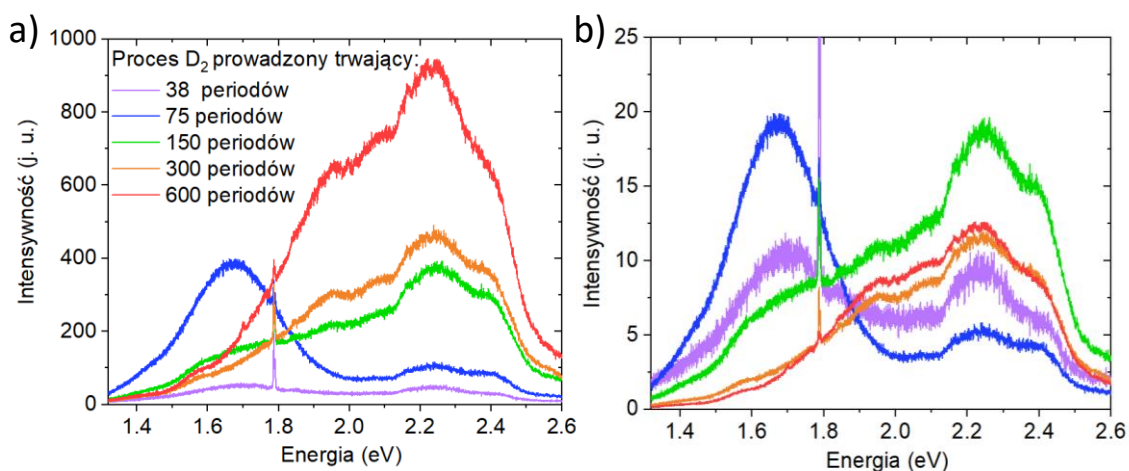 a)
1000
800
600
400
200
0
Intensywność (j. u.)
Proces D2 prowadzony trwający:
38 periodów
75 periodów
150 periodów
300 periodów
600 periodów
1.4 1.6 1.8 2.0 2.2 2.4 2.6
Energia (eV)
b)
25
20
15
10
5
0
Intensywność (j. u.)
1.4 1.6 1.8 2.0 2.2 2.4 2.6
Energia (eV)